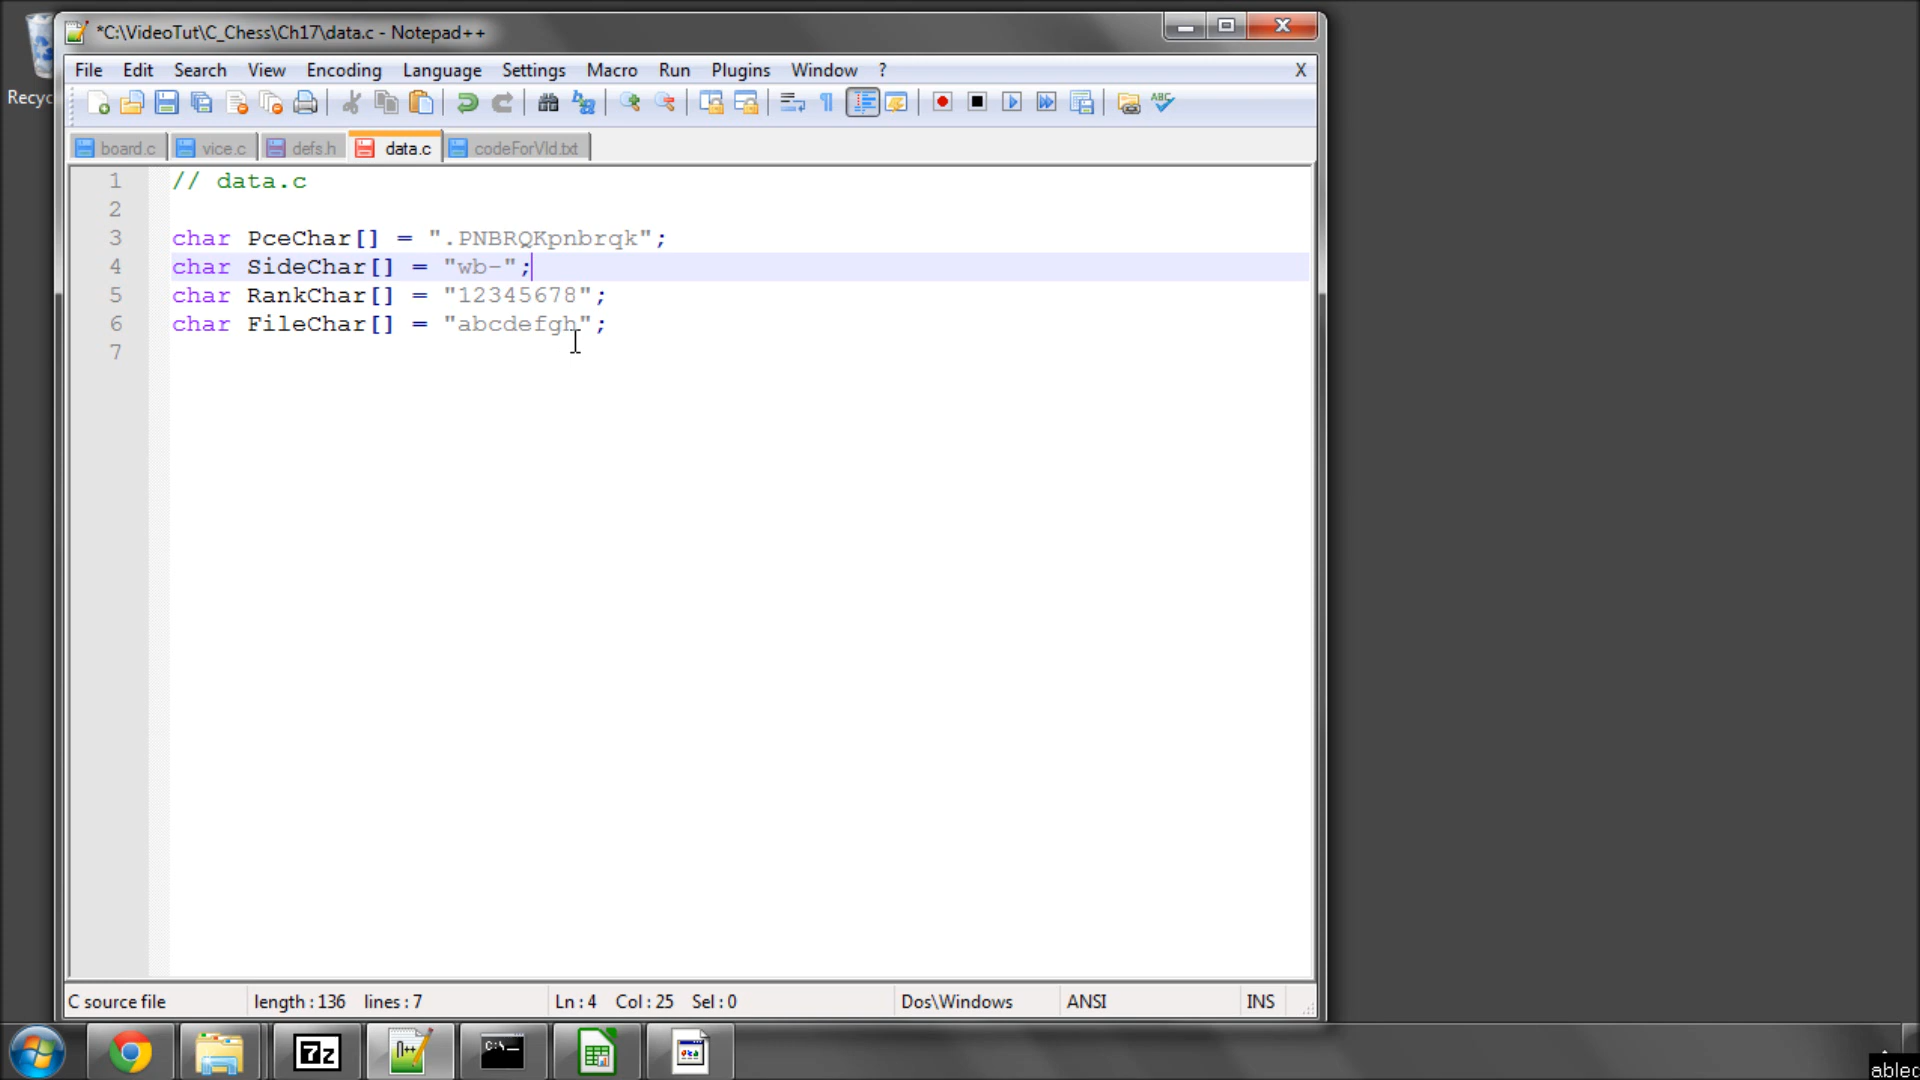 *C:\VideoTut\C_Chess\Ch17\data.c - Notepad++
File Edit Search View Encoding Language Settings Macro Run Plugins Window ? X
board.c vice.c defs.h data.c codeForVId.txt
1 // data.c
2
3 char PceChar[] = ".PNBRQKpnbrqk";
4 char SideChar[] = "wb-";
5 char RankChar[] = "12345678";
6 char FileChar[] = "abcdefgh";
7
C source file length : 136 lines : 7 Ln : 4 Col : 25 Sel : 0 Dos\Windows ANSI INS
Recyc
7z
C:\
ablec